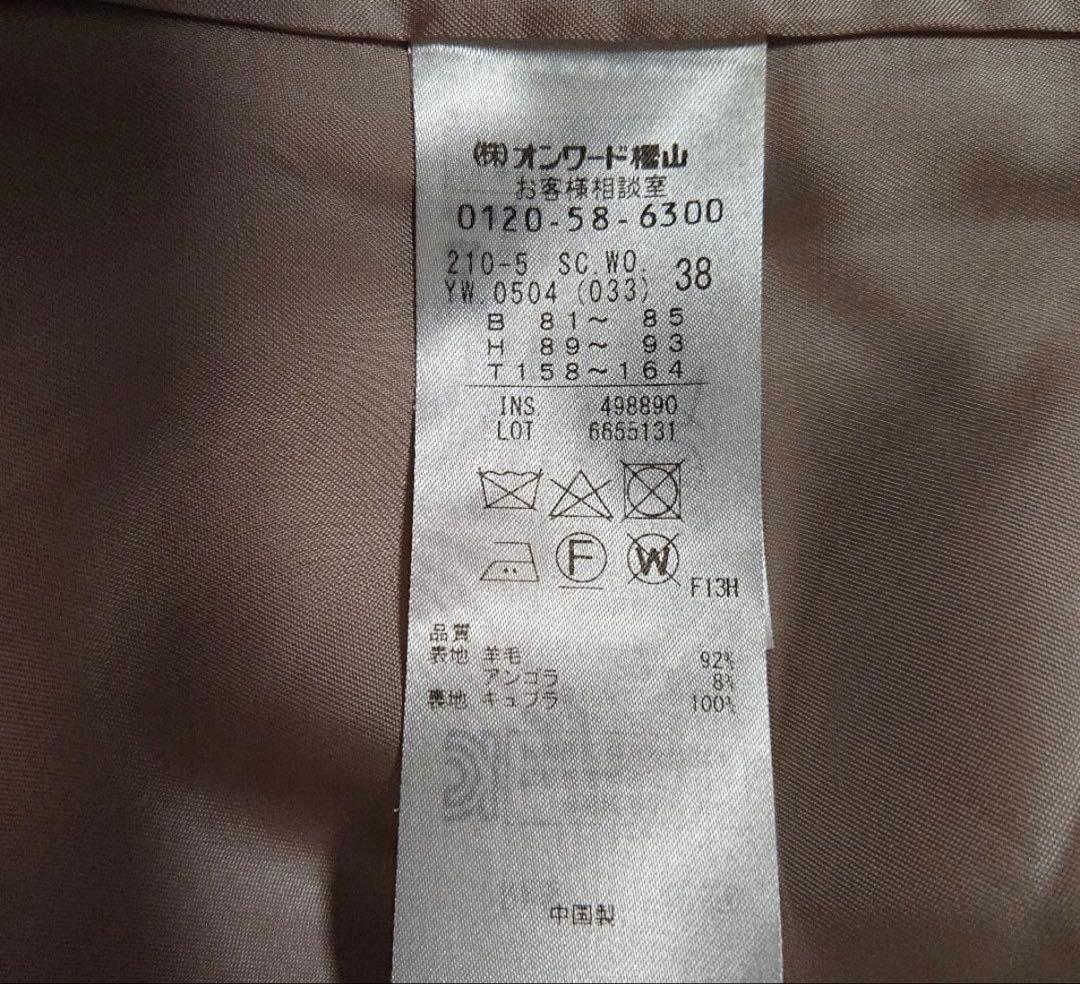 (株)オンワード樫山
お客様相談室
0120-58-6300
210-5 SC.WO. 38
YW.0504 (033)
B 81~ 85
H 89~ 93
T158~164
INS 498890
LOT 6655131
F W F13H
品質
表地 羊毛 92%
アンゴラ 8%
裏地 キュプラ 100%
中国製